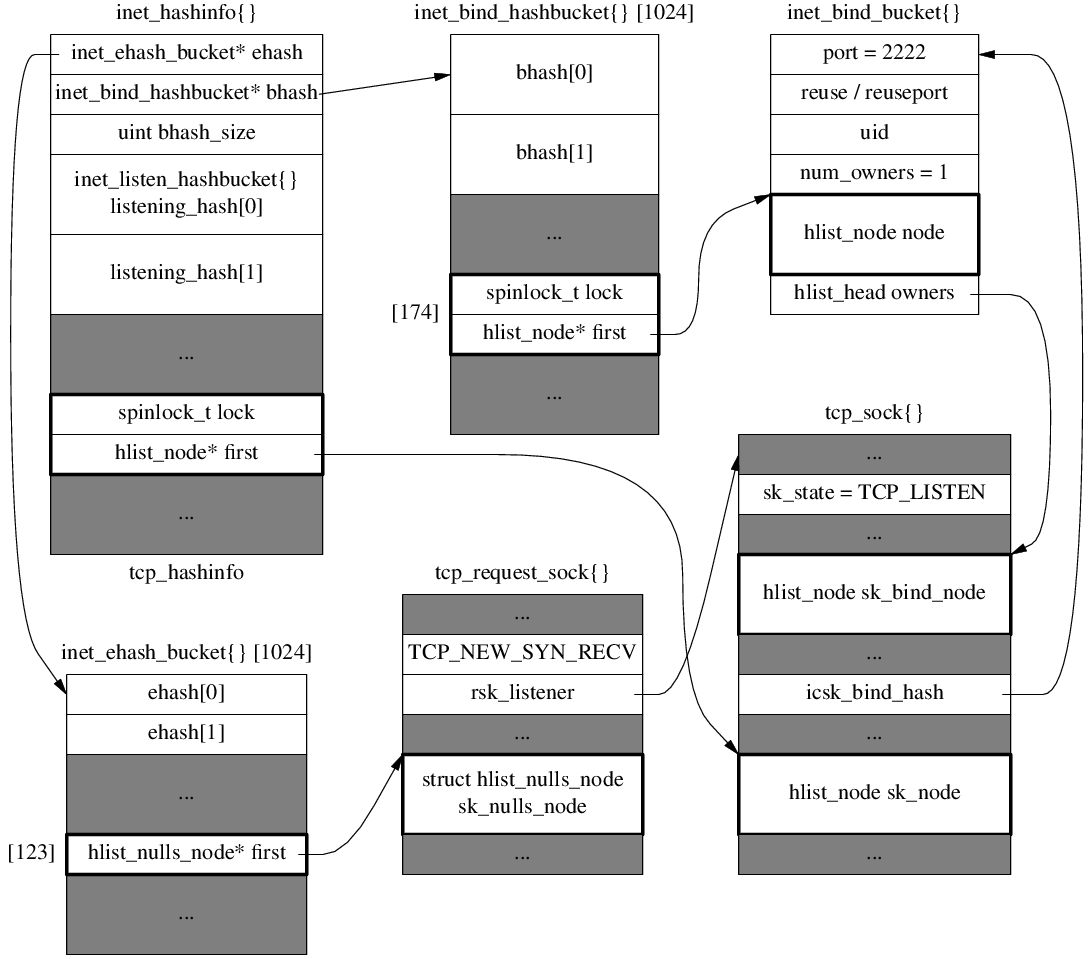 inet_hashinfo{}
inet_ehash_bucket* ehash
inet_bind_hashbucket* bhash
uint bhash_size
inet_listen_hashbucket{}
listening_hash[0]
listening_hash[1]
...
spinlock_t lock
hlist_node* first
...
tcp_hashinfo
inet_bind_hashbucket{} [1024]
bhash[0]
bhash[1]
...
[174]
spinlock_t lock
hlist_node* first
...
inet_bind_bucket{}
port = 2222
reuse / reuseport
uid
num_owners = 1
hlist_node node
hlist_head owners
tcp_sock{}
...
sk_state = TCP_LISTEN
...
hlist_node sk_bind_node
...
icsk_bind_hash
...
hlist_node sk_node
...
tcp_request_sock{}
...
TCP_NEW_SYN_RECV
rsk_listener
...
struct hlist_nulls_node
sk_nulls_node
...
inet_ehash_bucket{} [1024]
ehash[0]
ehash[1]
...
[123]
hlist_nulls_node* first
...